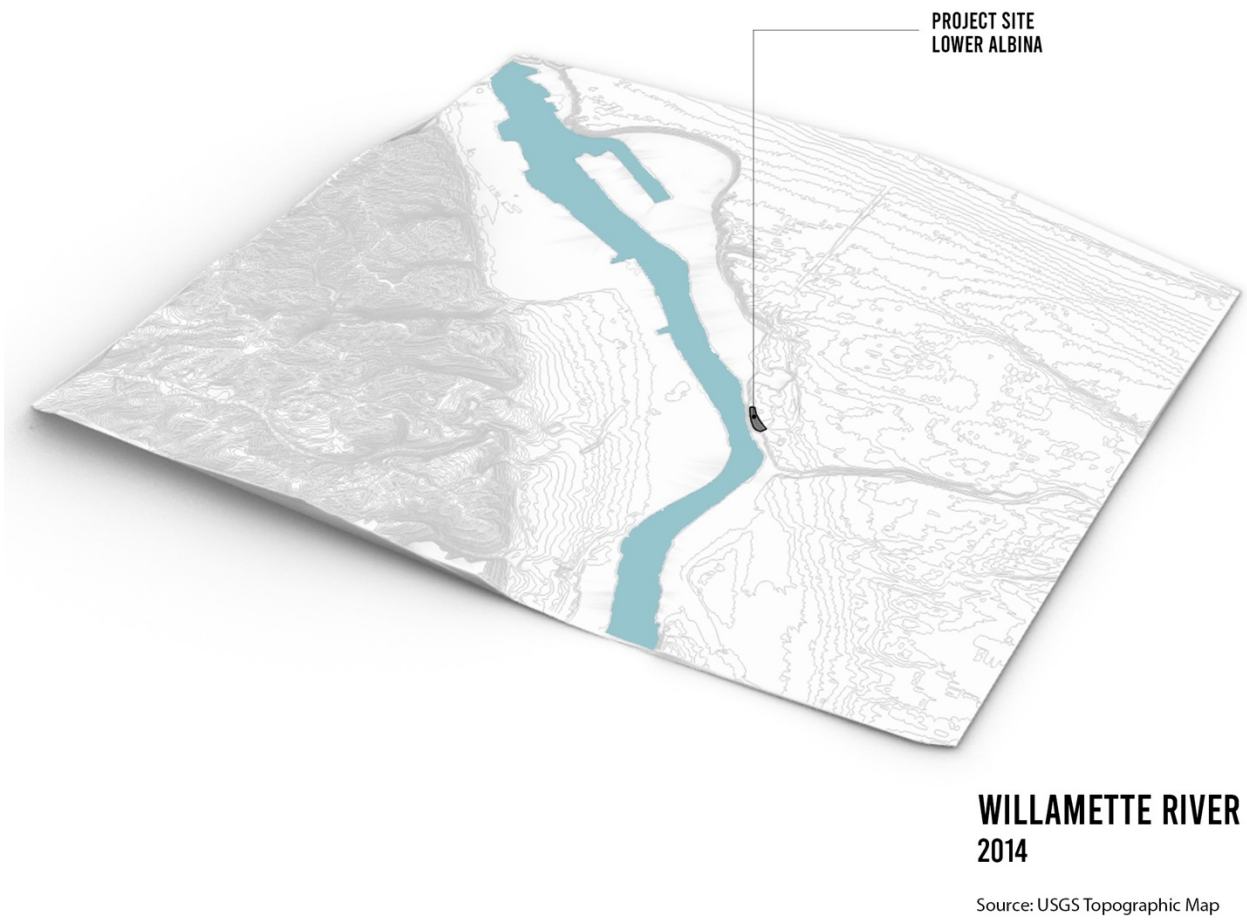 PROJECT SITE
LOWER ALBINA
WILLAMETTE RIVER
2014
Source: USGS Topographic Map